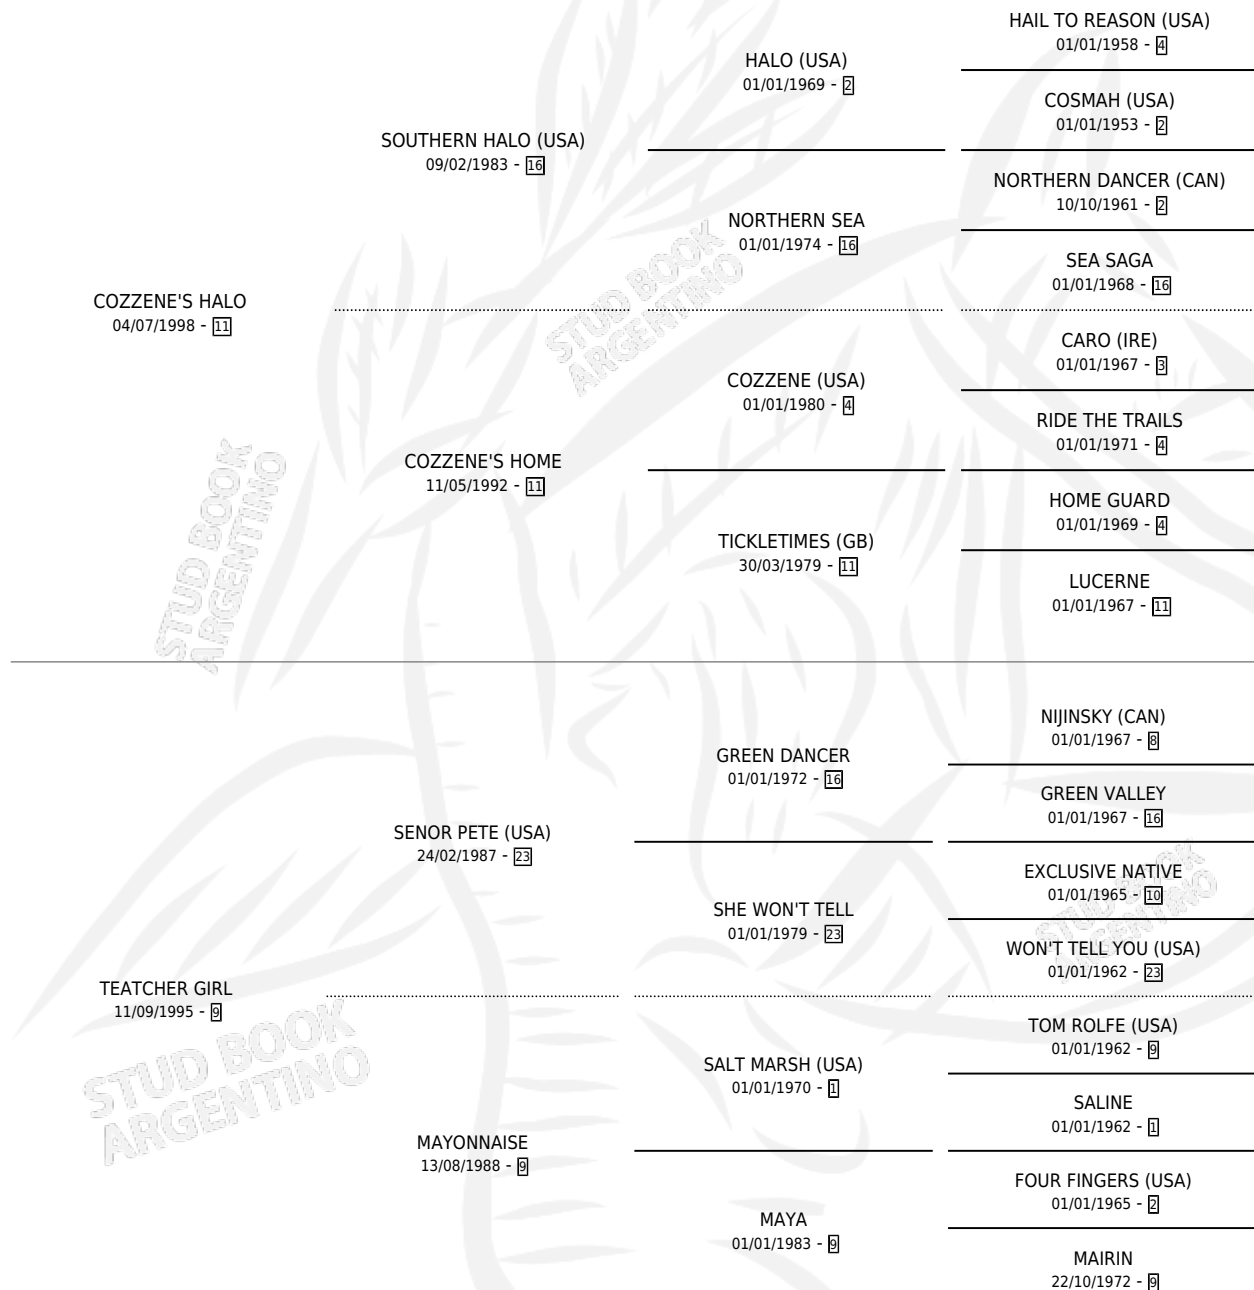 HAIL TO REASON (USA)
01/01/1958 - 4
HALO (USA)
01/01/1969 - 2
COSMAH (USA)
01/01/1953 - 2
SOUTHERN HALO (USA)
09/02/1983 - 16
NORTHERN DANCER (CAN)
10/10/1961 - 2
NORTHERN SEA
01/01/1974 - 16
SEA SAGA
01/01/1968 - 16
COZZENE'S HALO
04/07/1998 - 11
CARO (IRE)
01/01/1967 - 3
COZZENE (USA)
01/01/1980 - 4
RIDE THE TRAILS
01/01/1971 - 4
COZZENE'S HOME
11/05/1992 - 11
HOME GUARD
01/01/1969 - 4
TICKLETIMES (GB)
30/03/1979 - 11
LUCERNE
01/01/1967 - 11
NIJINSKY (CAN)
01/01/1967 - 8
GREEN DANCER
01/01/1972 - 16
GREEN VALLEY
01/01/1967 - 16
SENOR PETE (USA)
24/02/1987 - 23
EXCLUSIVE NATIVE
01/01/1965 - 10
SHE WON'T TELL
01/01/1979 - 23
WON'T TELL YOU (USA)
01/01/1962 - 23
TEATCHER GIRL
11/09/1995 - 9
TOM ROLFE (USA)
01/01/1962 - 9
SALT MARSH (USA)
01/01/1970 - 1
SALINE
01/01/1962 - 1
MAYONNAISE
13/08/1988 - 9
FOUR FINGERS (USA)
01/01/1965 - 2
MAYA
01/01/1983 - 9
MAIRIN
22/10/1972 - 9
STUD BOOK
ARGENTINO
STUD BOOK
ARGENTINO
STUD BOOK
ARGENTINO
STUD BOOK
ARGENTINO